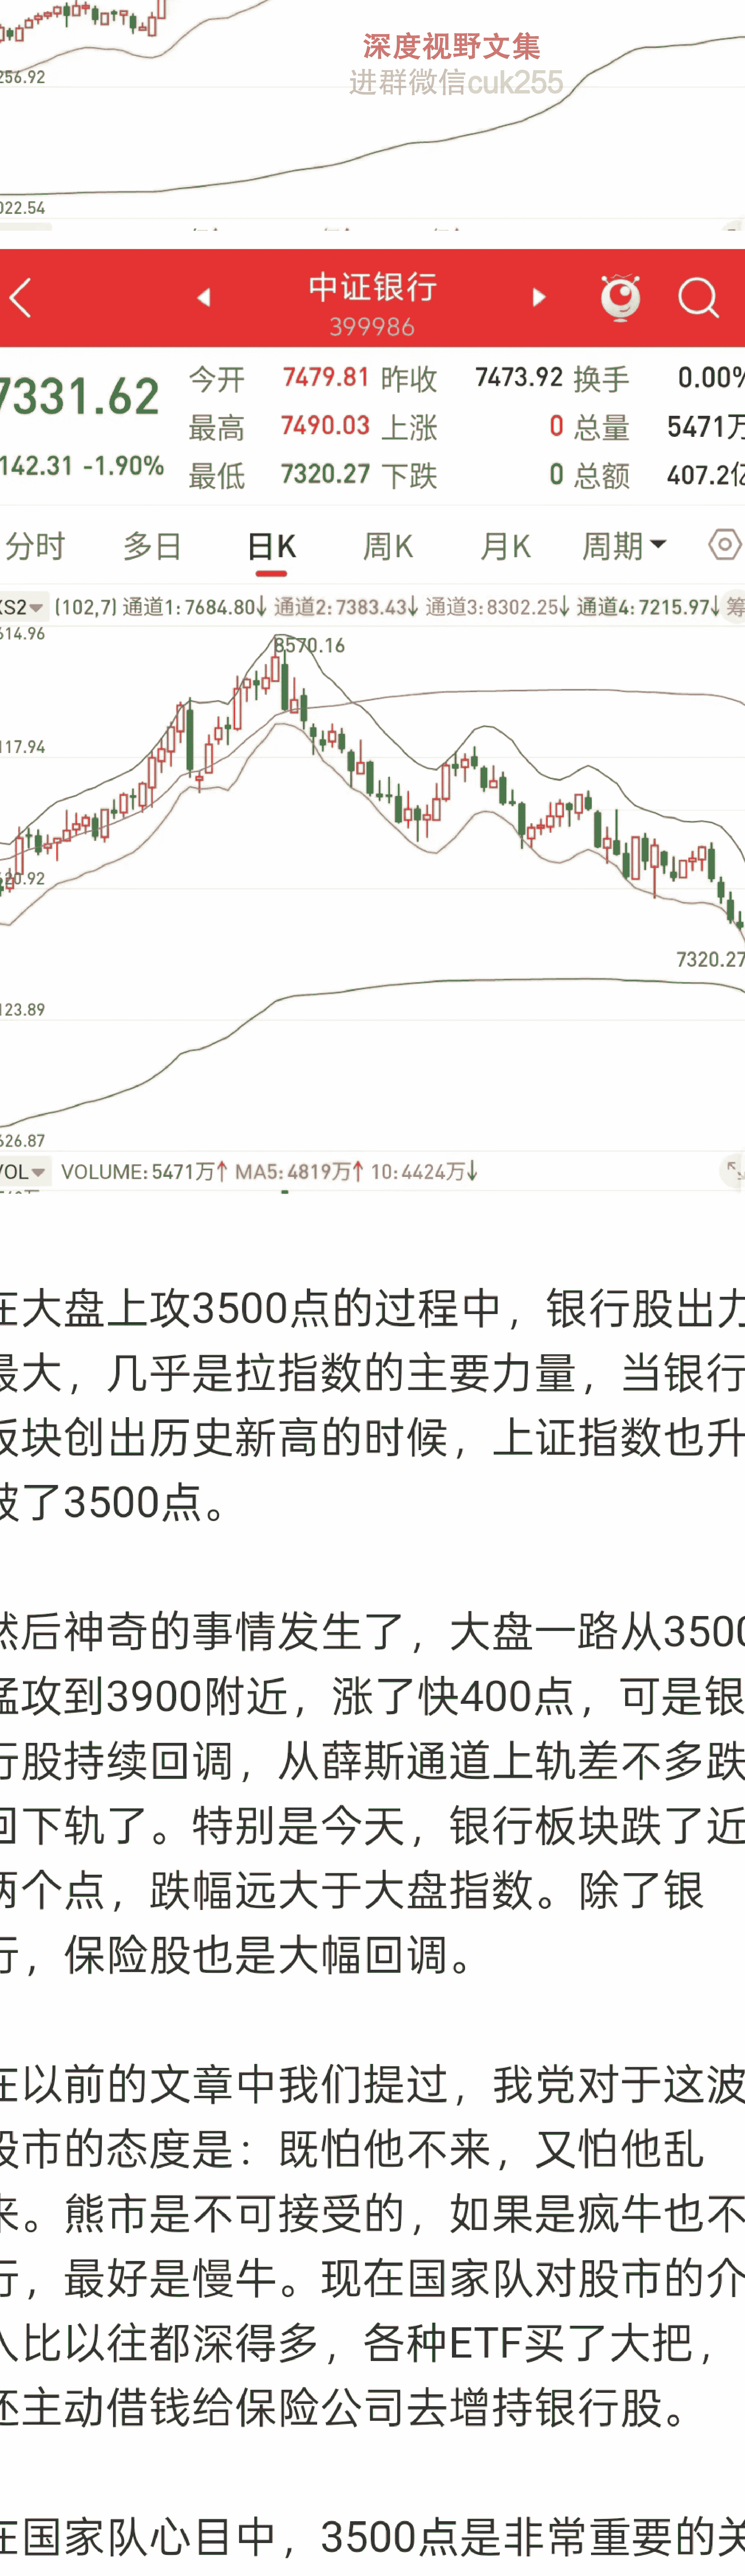 深度视野文集
进群微信cuk255
256.92
022.54
中证银行
399986
7331.62
今开 7479.81 昨收 7473.92 换手 0.00%
最高 7490.03 上涨 0 总量 5471万
142.31 -1.90%
最低 7320.27 下跌 0 总额 407.2亿
分时 多日 日K 周K 月K 周期
XS2 (102,7) 通道1:7684.80↓ 通道2:7383.43↓ 通道3:8302.25↓ 通道4:7215.97↓ 筹
614.96
8570.16
117.94
20.92
7320.27
123.89
626.87
VOL VOLUME:5471万↑ MA5:4819万↑ 10:4424万↓
在大盘上攻3500点的过程中，银行股出力
最大，几乎是拉指数的主要力量，当银行
板块创出历史新高的时候，上证指数也升
破了3500点。
然后神奇的事情发生了，大盘一路从3500
猛攻到3900附近，涨了快400点，可是银
行股持续回调，从薛斯通道上轨差不多跌
回下轨了。特别是今天，银行板块跌了近
两个点，跌幅远大于大盘指数。除了银
行，保险股也是大幅回调。
在以前的文章中我们提过，我党对于这波
股市的态度是：既怕他不来，又怕他乱
来。熊市是不可接受的，如果是疯牛也不
行，最好是慢牛。现在国家队对股市的介
入比以往都深得多，各种ETF买了大把，
还主动借钱给保险公司去增持银行股。
在国家队心目中，3500点是非常重要的关